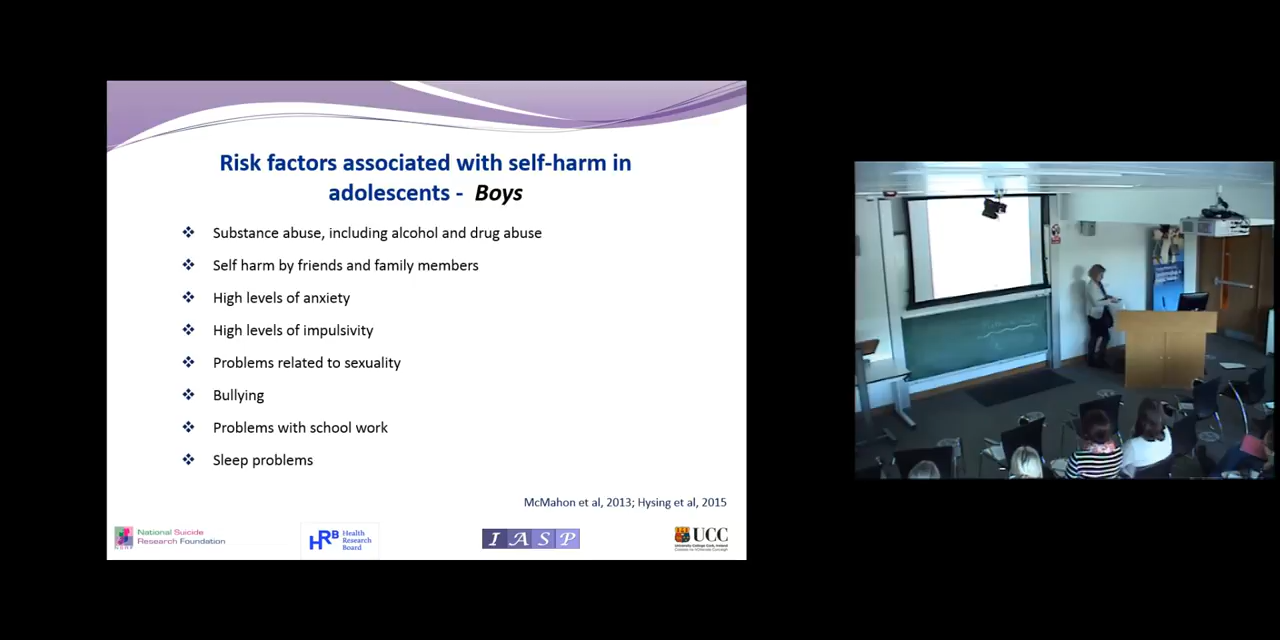 Risk factors associated with self-harm in
adolescents - Boys
Substance abuse, including alcohol and drug abuse
Self harm by friends and family members
High levels of anxiety
High levels of impulsivity
Problems related to sexuality
Bullying
Problems with school work
Sleep problems
McMahon et al, 2013; Hysing et al, 2015
National Suicide
Research Foundation
NSRF
HRB Health
Research
Board
IASP
UCC